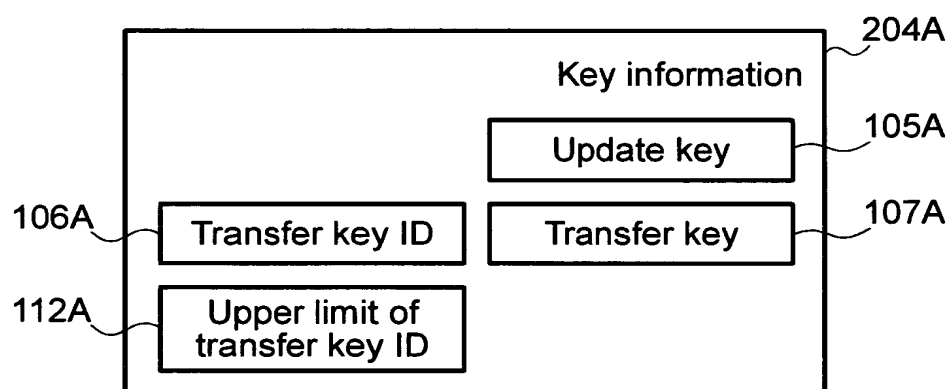 204A
Key information
105A
Update key
106A
Transfer key ID
Transfer key
107A
112A
Upper limit of
transfer key ID